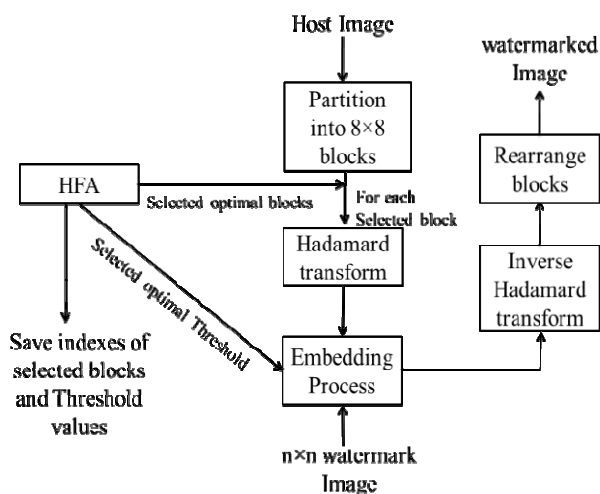 Host Image
watermarked
Image
Partition
into 8×8
blocks
Rearrange
blocks
HFA
Selected optimal blocks
For each
Selected block
Hadamard
transform
Inverse
Hadamard
transform
Selected optimal Threshold
Save indexes of
selected blocks
and Threshold
values
Embedding
Process
n×n watermark
Image